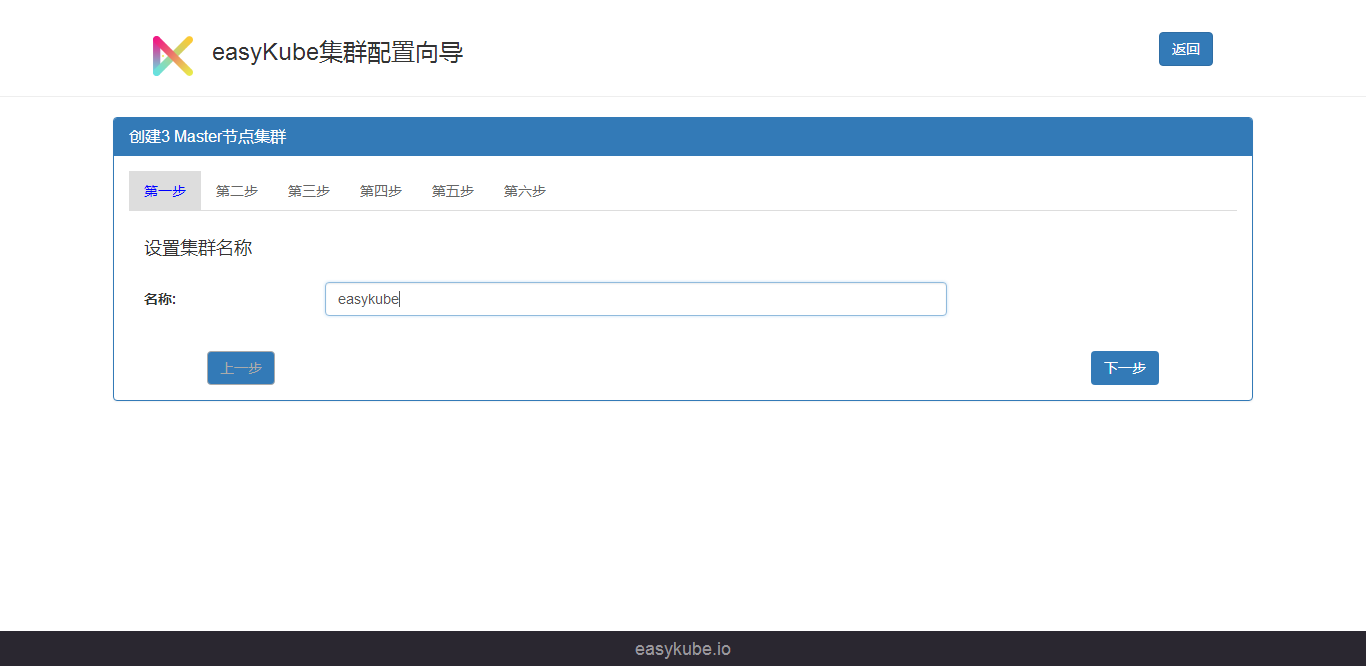 easyKube集群配置向导
返回
创建3 Master节点集群
第一步 第二步 第三步 第四步 第五步 第六步
设置集群名称
名称: easykube
上一步 下一步
easykube.io